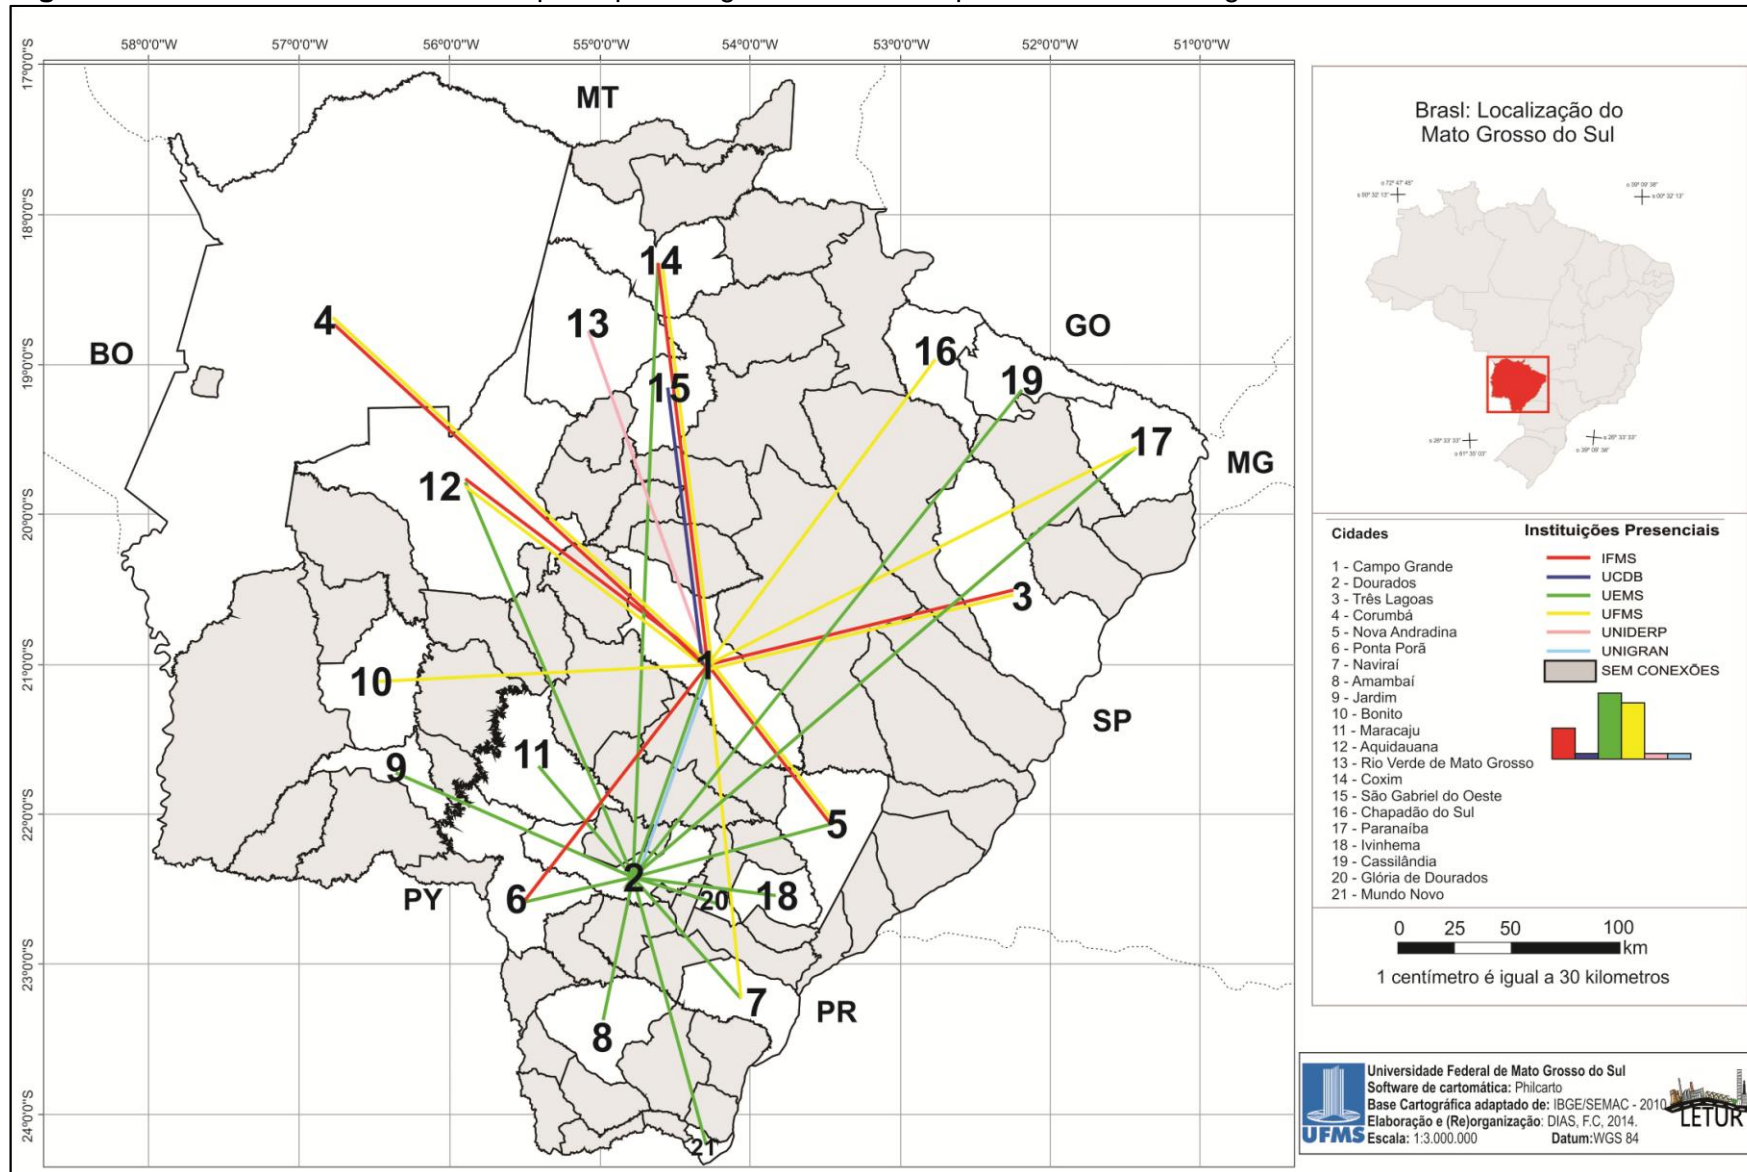 58°0'0"W 57°0'0"W 56°0'0"W 55°0'0"W 54°0'0"W 53°0'0"W 52°0'0"W 51°0'0"W
17°0'0"S
18°0'0"S
19°0'0"S
20°0'0"S
21°0'0"S
22°0'0"S
23°0'0"S
24°0'0"S
MT
BO
GO
MG
SP
PR
PY
14
4
13
16
15
19
17
12
3
1
10
11
9
5
2
6
20
18
7
8
21
Brasl: Localização do
Mato Grosso do Sul
Cidades
1 - Campo Grande
2 - Dourados
3 - Três Lagoas
4 - Corumbá
5 - Nova Andradina
6 - Ponta Porã
7 - Naviraí
8 - Amambaí
9 - Jardim
10 - Bonito
11 - Maracaju
12 - Aquidauana
13 - Rio Verde de Mato Grosso
14 - Coxim
15 - São Gabriel do Oeste
16 - Chapadão do Sul
17 - Paranaíba
18 - Ivinhema
19 - Cassilândia
20 - Glória de Dourados
21 - Mundo Novo
Instituições Presenciais
IFMS
UCDB
UEMS
UFMS
UNIDERP
UNIGRAN
SEM CONEXÕES
0 25 50 100
km
1 centímetro é igual a 30 kilometros
UFMS
Universidade Federal de Mato Grosso do Sul
Software de cartomática: Philcarto
Base Cartográfica adaptado de: IBGE/SEMAC - 2010
Elaboração e (Re)organização: DIAS, F.C, 2014.
Escala: 1:3.000.000 Datum:WGS 84
LETUR